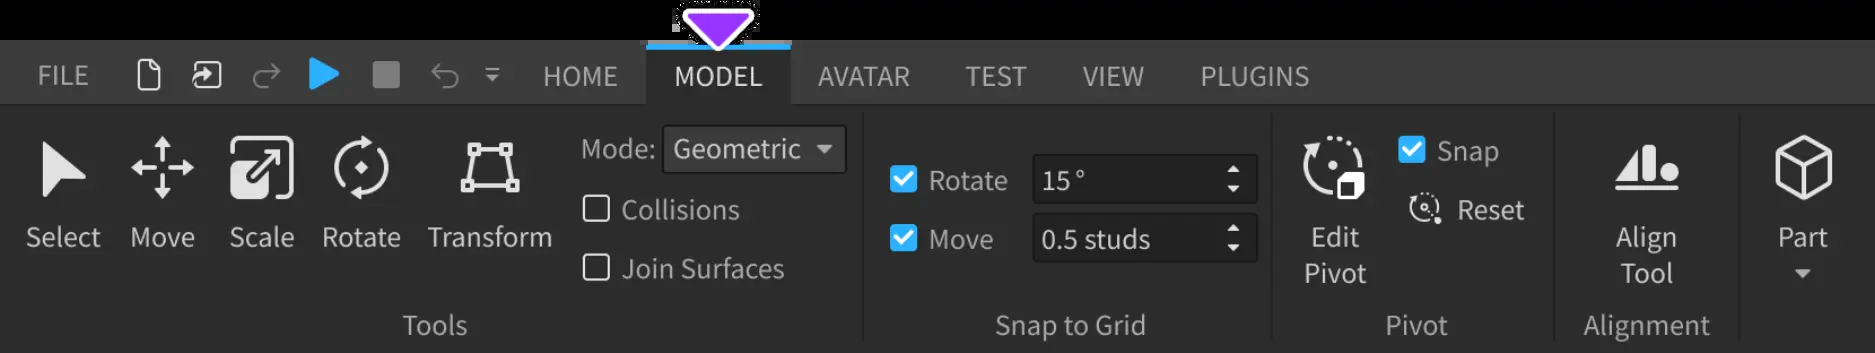 FILE HOME MODEL AVATAR TEST VIEW PLUGINS
Select Move Scale Rotate Transform
Mode: Geometric
Collisions
Join Surfaces
Tools
Rotate 15°
Move 0.5 studs
Snap to Grid
Edit
Pivot
Snap
Reset
Pivot
Align
Tool
Alignment
Part